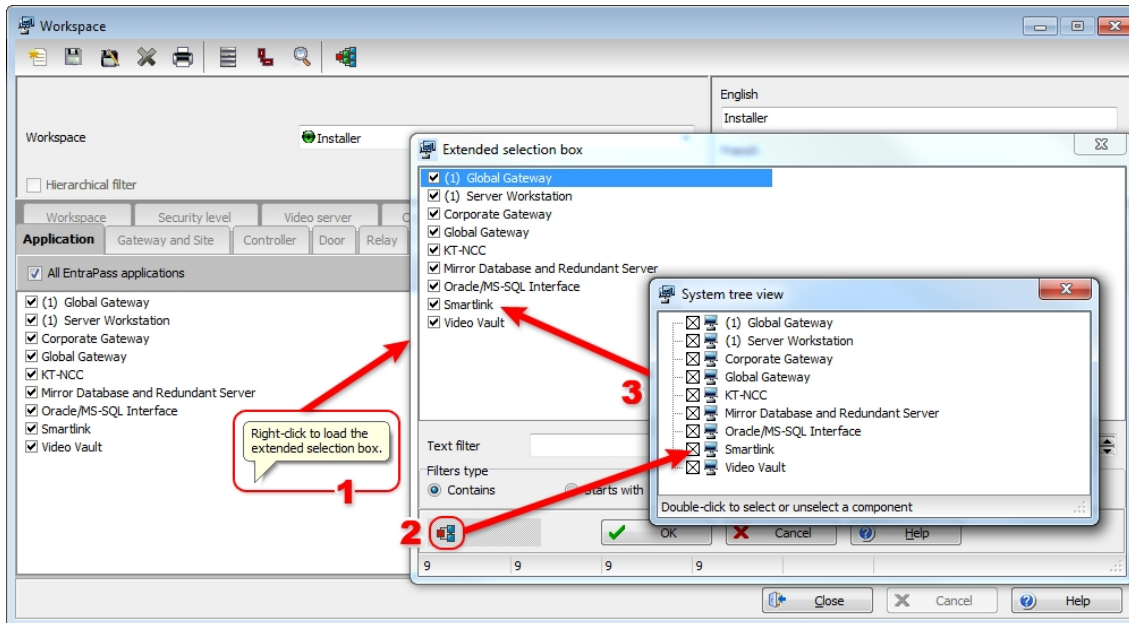 Workspace
English
Installer
Workspace
Installer
Hierarchical filter
Workspace Security level Video server
Application Gateway and Site Controller Door Relay
All EntraPass applications
(1) Global Gateway
(1) Server Workstation
Corporate Gateway
Global Gateway
KT-NCC
Mirror Database and Redundant Server
Oracle/MS-SQL Interface
Smartlink
Video Vault
Right-click to load the
extended selection box.
1
Extended selection box
(1) Global Gateway
(1) Server Workstation
Corporate Gateway
Global Gateway
KT-NCC
Mirror Database and Redundant Server
Oracle/MS-SQL Interface
Smartlink
Video Vault
3
Text filter
Filters type
Contains Starts with
2
OK Cancel Help
9 9 9 9
System tree view
(1) Global Gateway
(1) Server Workstation
Corporate Gateway
Global Gateway
KT-NCC
Mirror Database and Redundant Server
Oracle/MS-SQL Interface
Smartlink
Video Vault
Double-click to select or unselect a component
Close Cancel Help